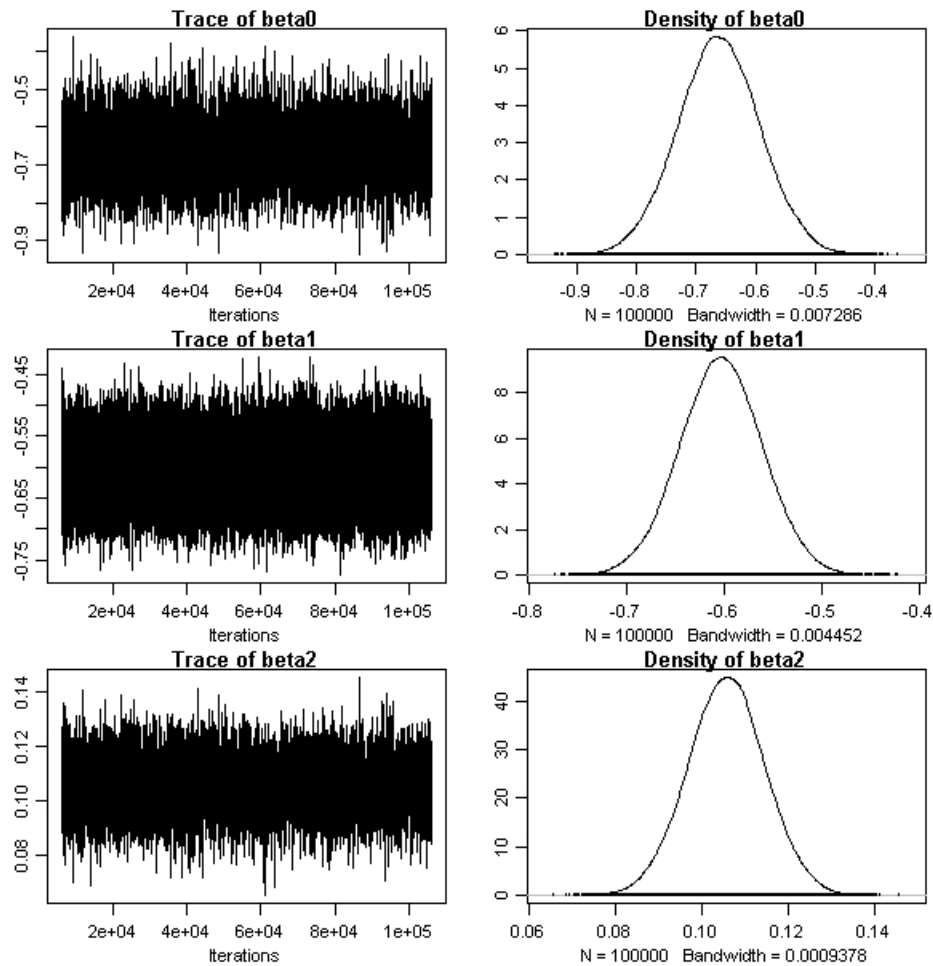 Trace of beta0
-0.5
-0.7
-0.9
2e+04 4e+04 6e+04 8e+04 1e+05
Iterations
Density of beta0
6
5
4
3
2
1
0
-0.9 -0.8 -0.7 -0.6 -0.5 -0.4
N = 100000 Bandwidth = 0.007286
Trace of beta1
-0.45
-0.55
-0.65
-0.75
2e+04 4e+04 6e+04 8e+04 1e+05
Iterations
Density of beta1
8
6
4
2
0
-0.8 -0.7 -0.6 -0.5 -0.4
N = 100000 Bandwidth = 0.004452
Trace of beta2
0.14
0.12
0.10
0.08
2e+04 4e+04 6e+04 8e+04 1e+05
Iterations
Density of beta2
40
30
20
10
0
0.06 0.08 0.10 0.12 0.14
N = 100000 Bandwidth = 0.0009378